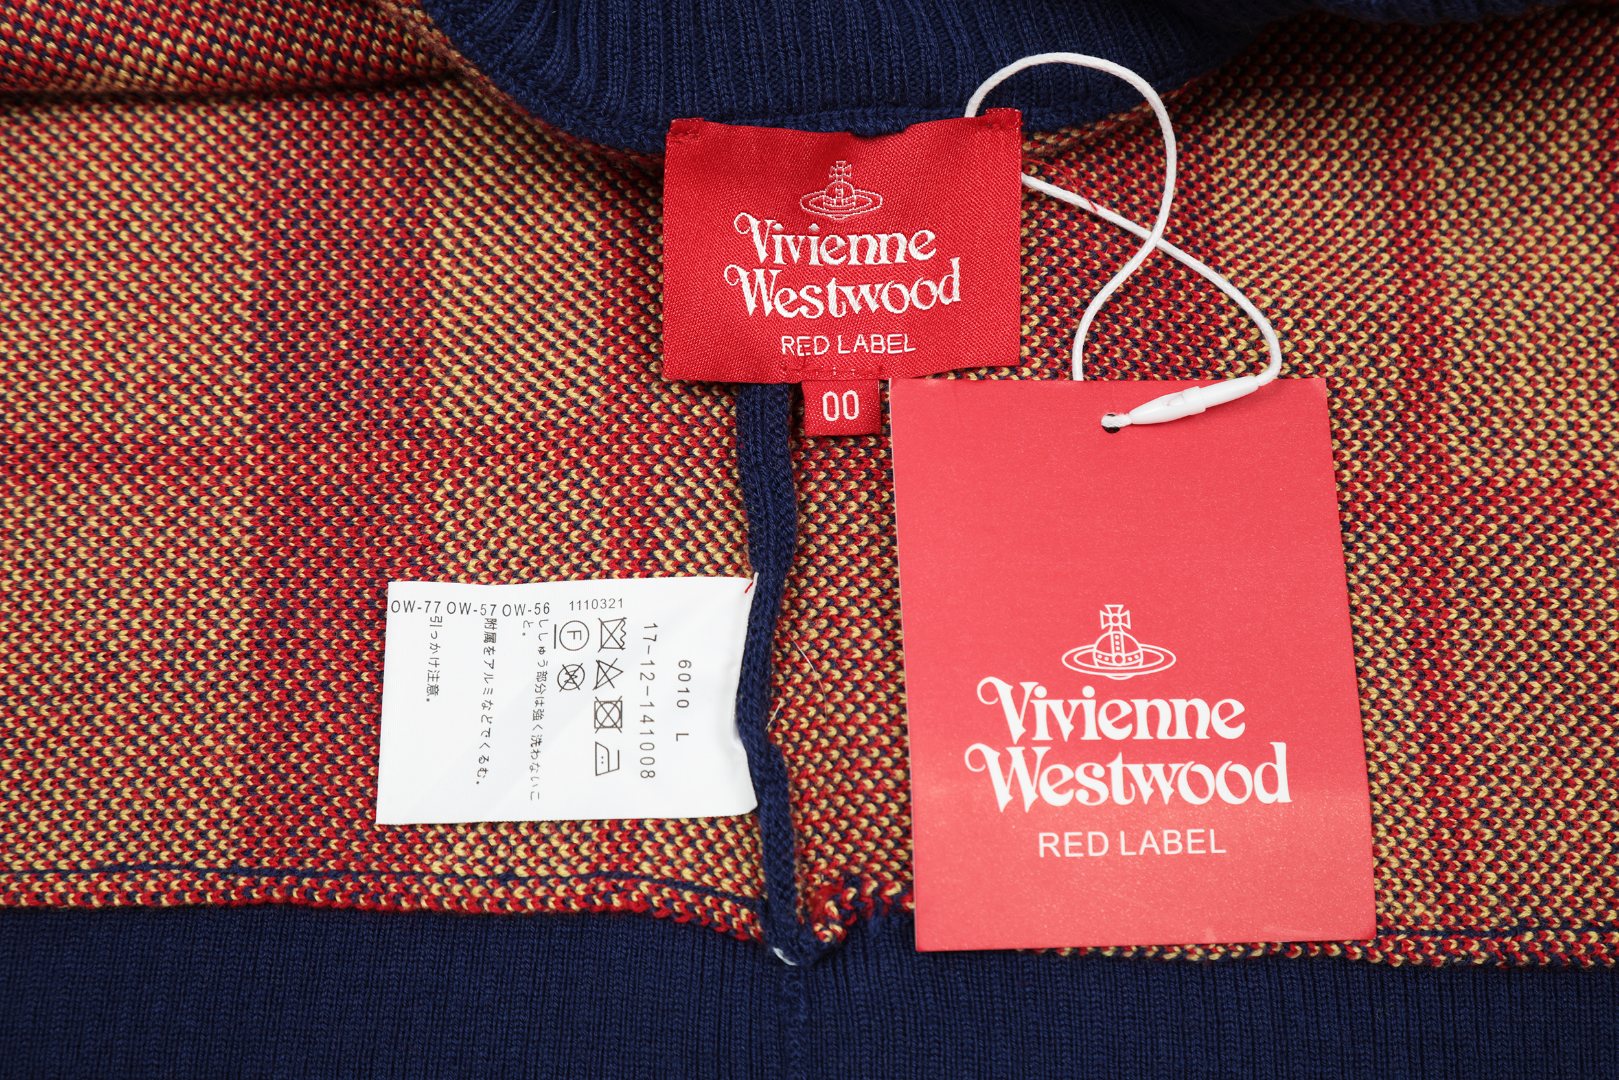 Vivienne
Westwood
RED LABEL
00
6010 L
17-12-141008
F
ししゅう部分は強く洗わないこ
と。
附属をアルミなどでくるむ.
引っかけ注意.
OW-77 OW-57 OW-56 1110321
Vivienne
Westwood
RED LABEL